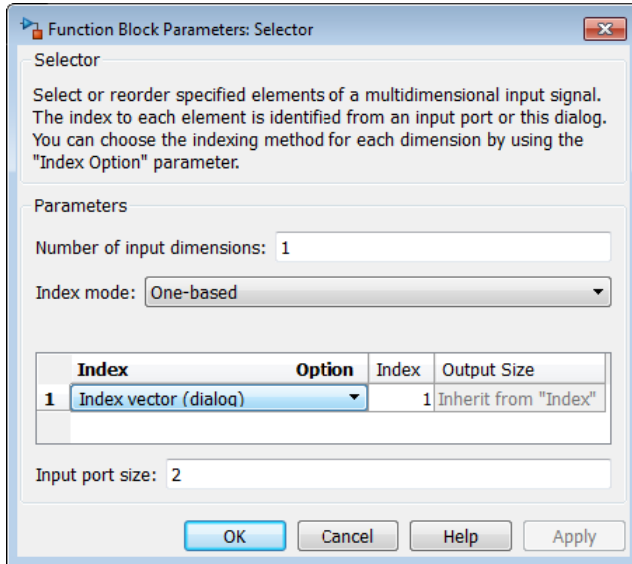 Function Block Parameters: Selector
Selector
Select or reorder specified elements of a multidimensional input signal.
The index to each element is identified from an input port or this dialog.
You can choose the indexing method for each dimension by using the
"Index Option" parameter.
Parameters
Number of input dimensions: 1
Index mode: One-based
Index Option Index Output Size
1 Index vector (dialog) 1 Inherit from "Index"
Input port size: 2
OK Cancel Help Apply